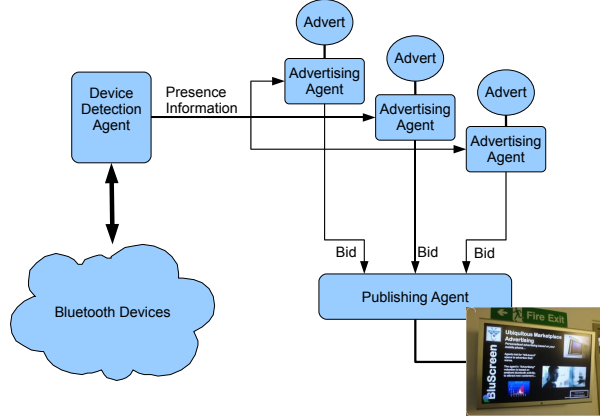 Advert
Advert
Advert
Advertising
Agent
Advertising
Agent
Advertising
Agent
Device
Detection
Agent
Presence
Information
Bid
Bid
Bid
Publishing Agent
Bluetooth Devices
Fire Exit
Ubiquitous Marketplace
Advertising
BluScreen